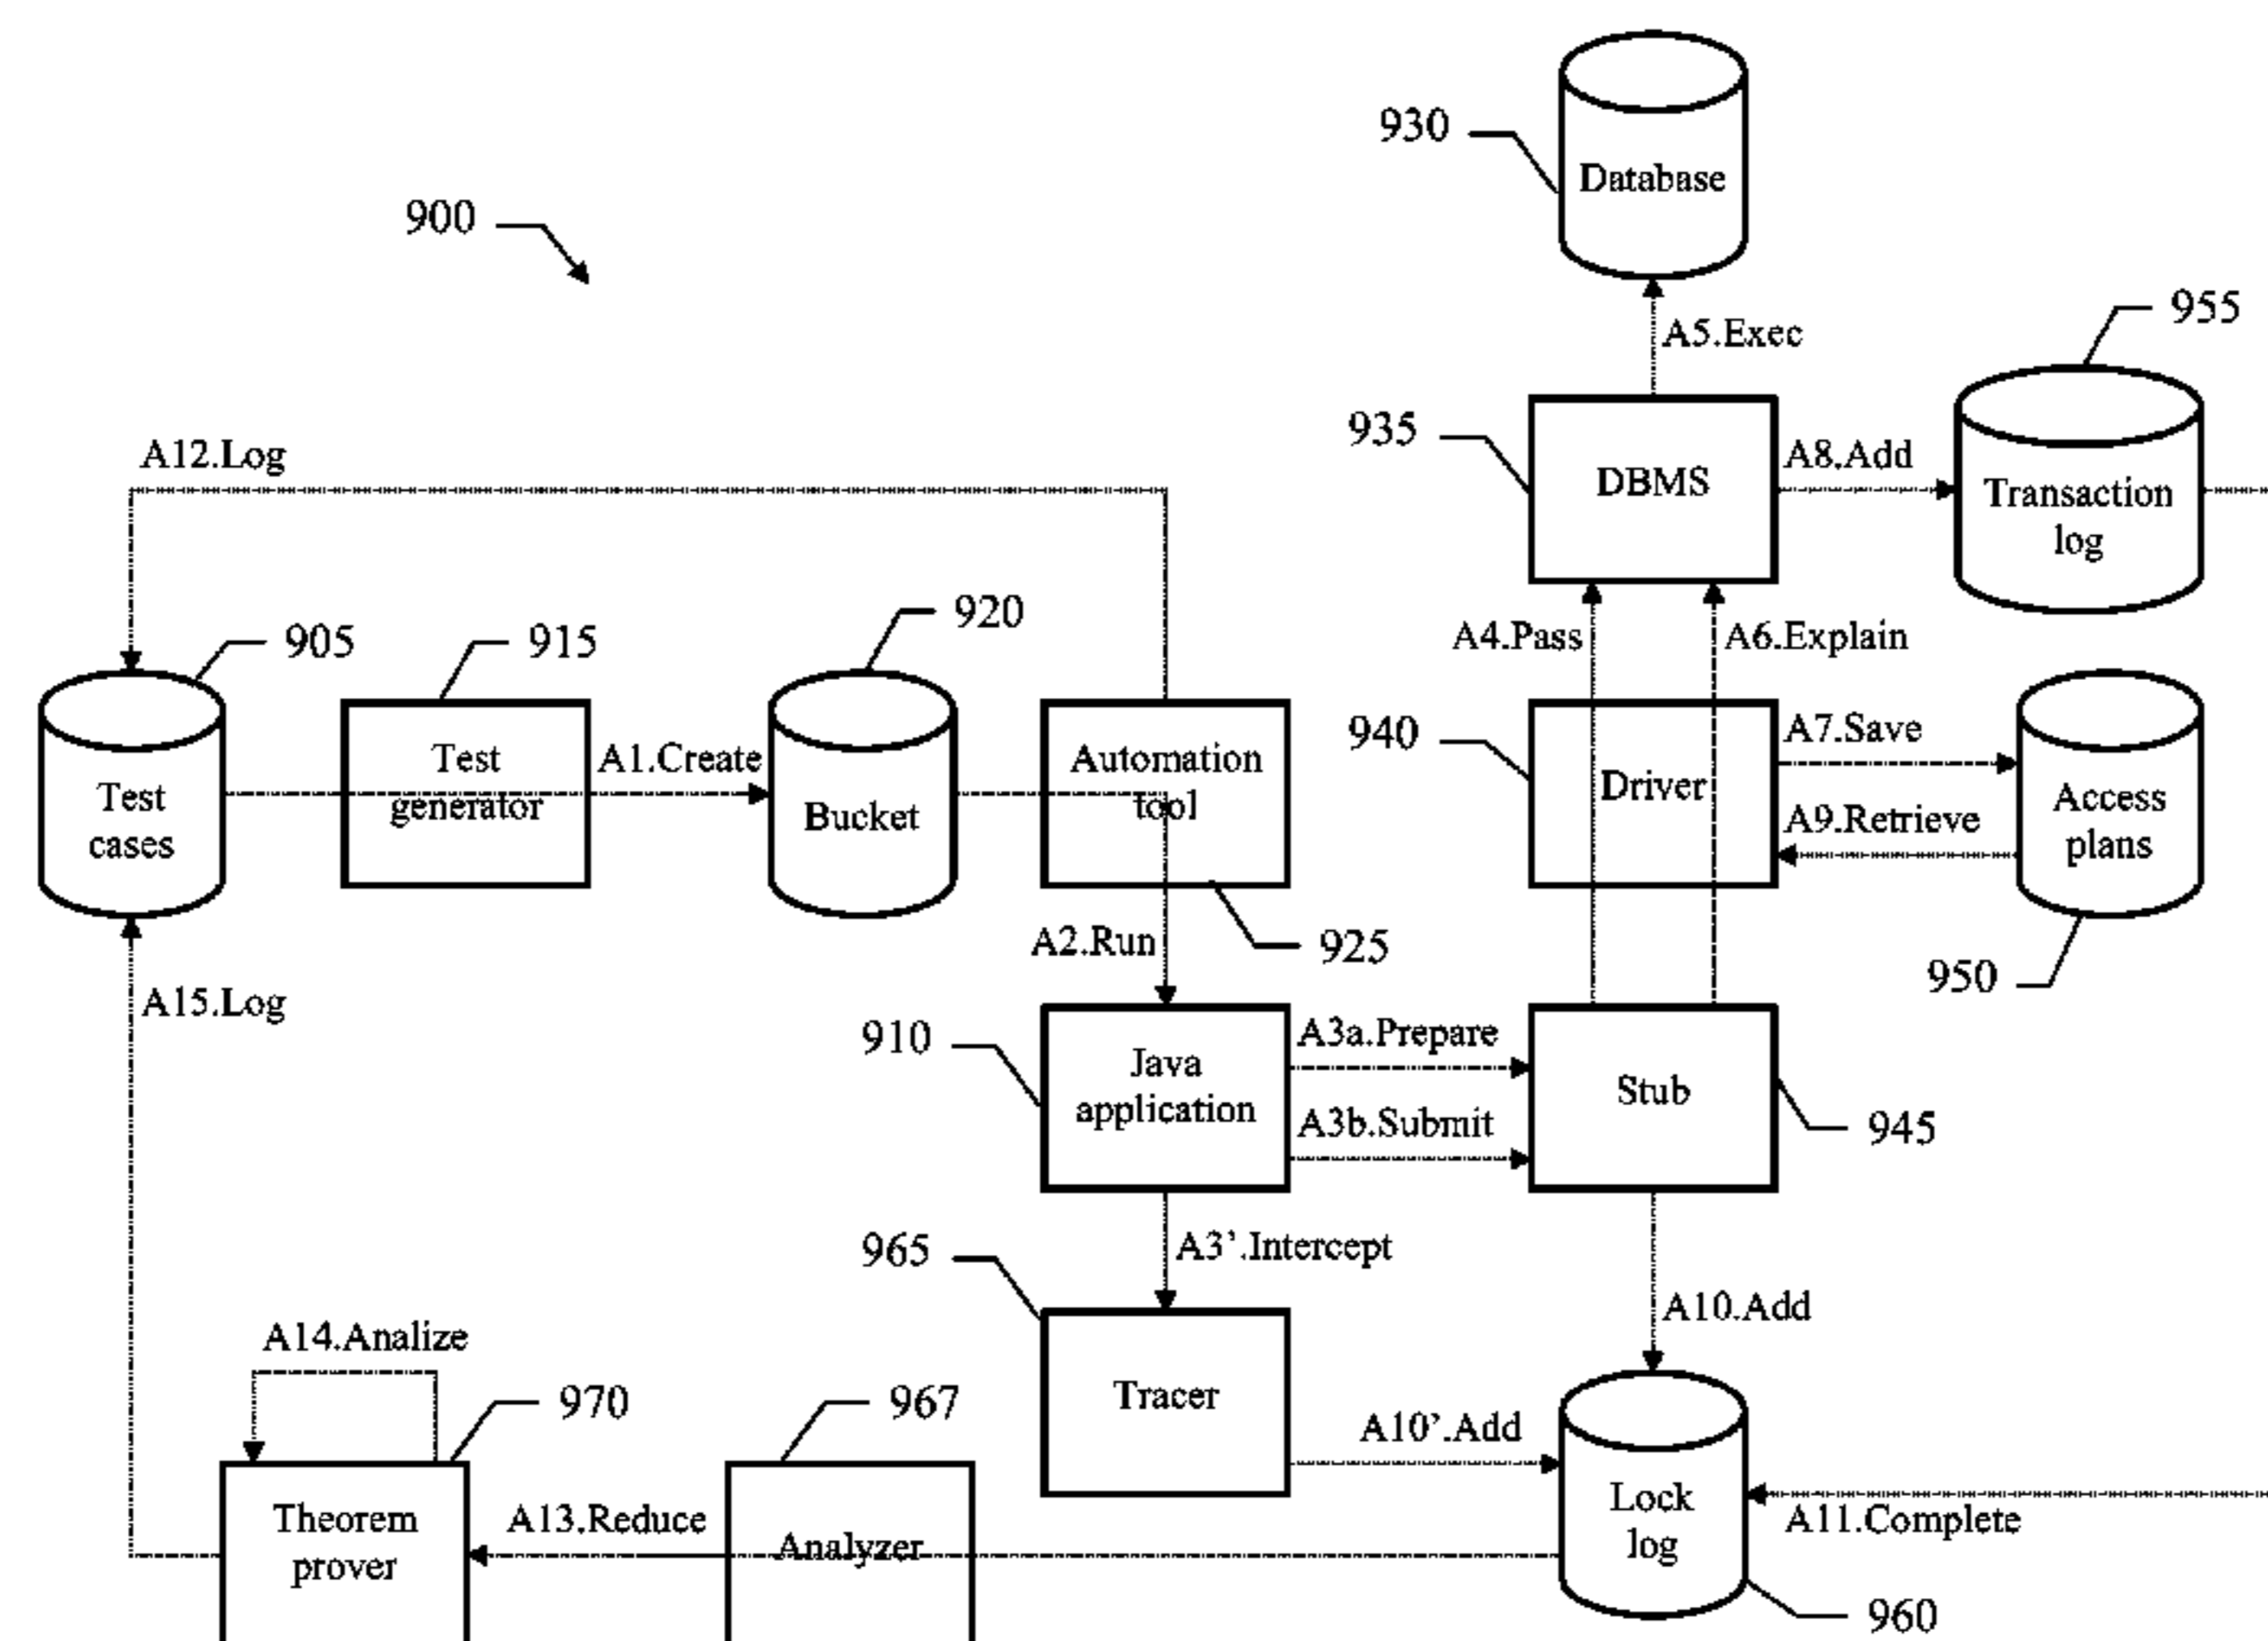 930
Database
900
955
A5.Exec
935
DBMS
A8.Add
A12.Log
Transaction
log
905
915
920
A4.Pass
A6.Explain
940
A7.Save
Test
generator
A1.Create
Automation
tool
Test
cases
Bucket
Driver
Access
plans
A9.Retrieve
A2.Run
925
950
A15.Log
910
Java
application
A3a.Prepare
A3b.Submit
Stub
945
965
A3’.Intercept
A10.Add
A14.Analize
970
967
Tracer
A10’.Add
Theorem
prover
A13.Reduce
Analyzer
Lock
log
A11.Complete
960